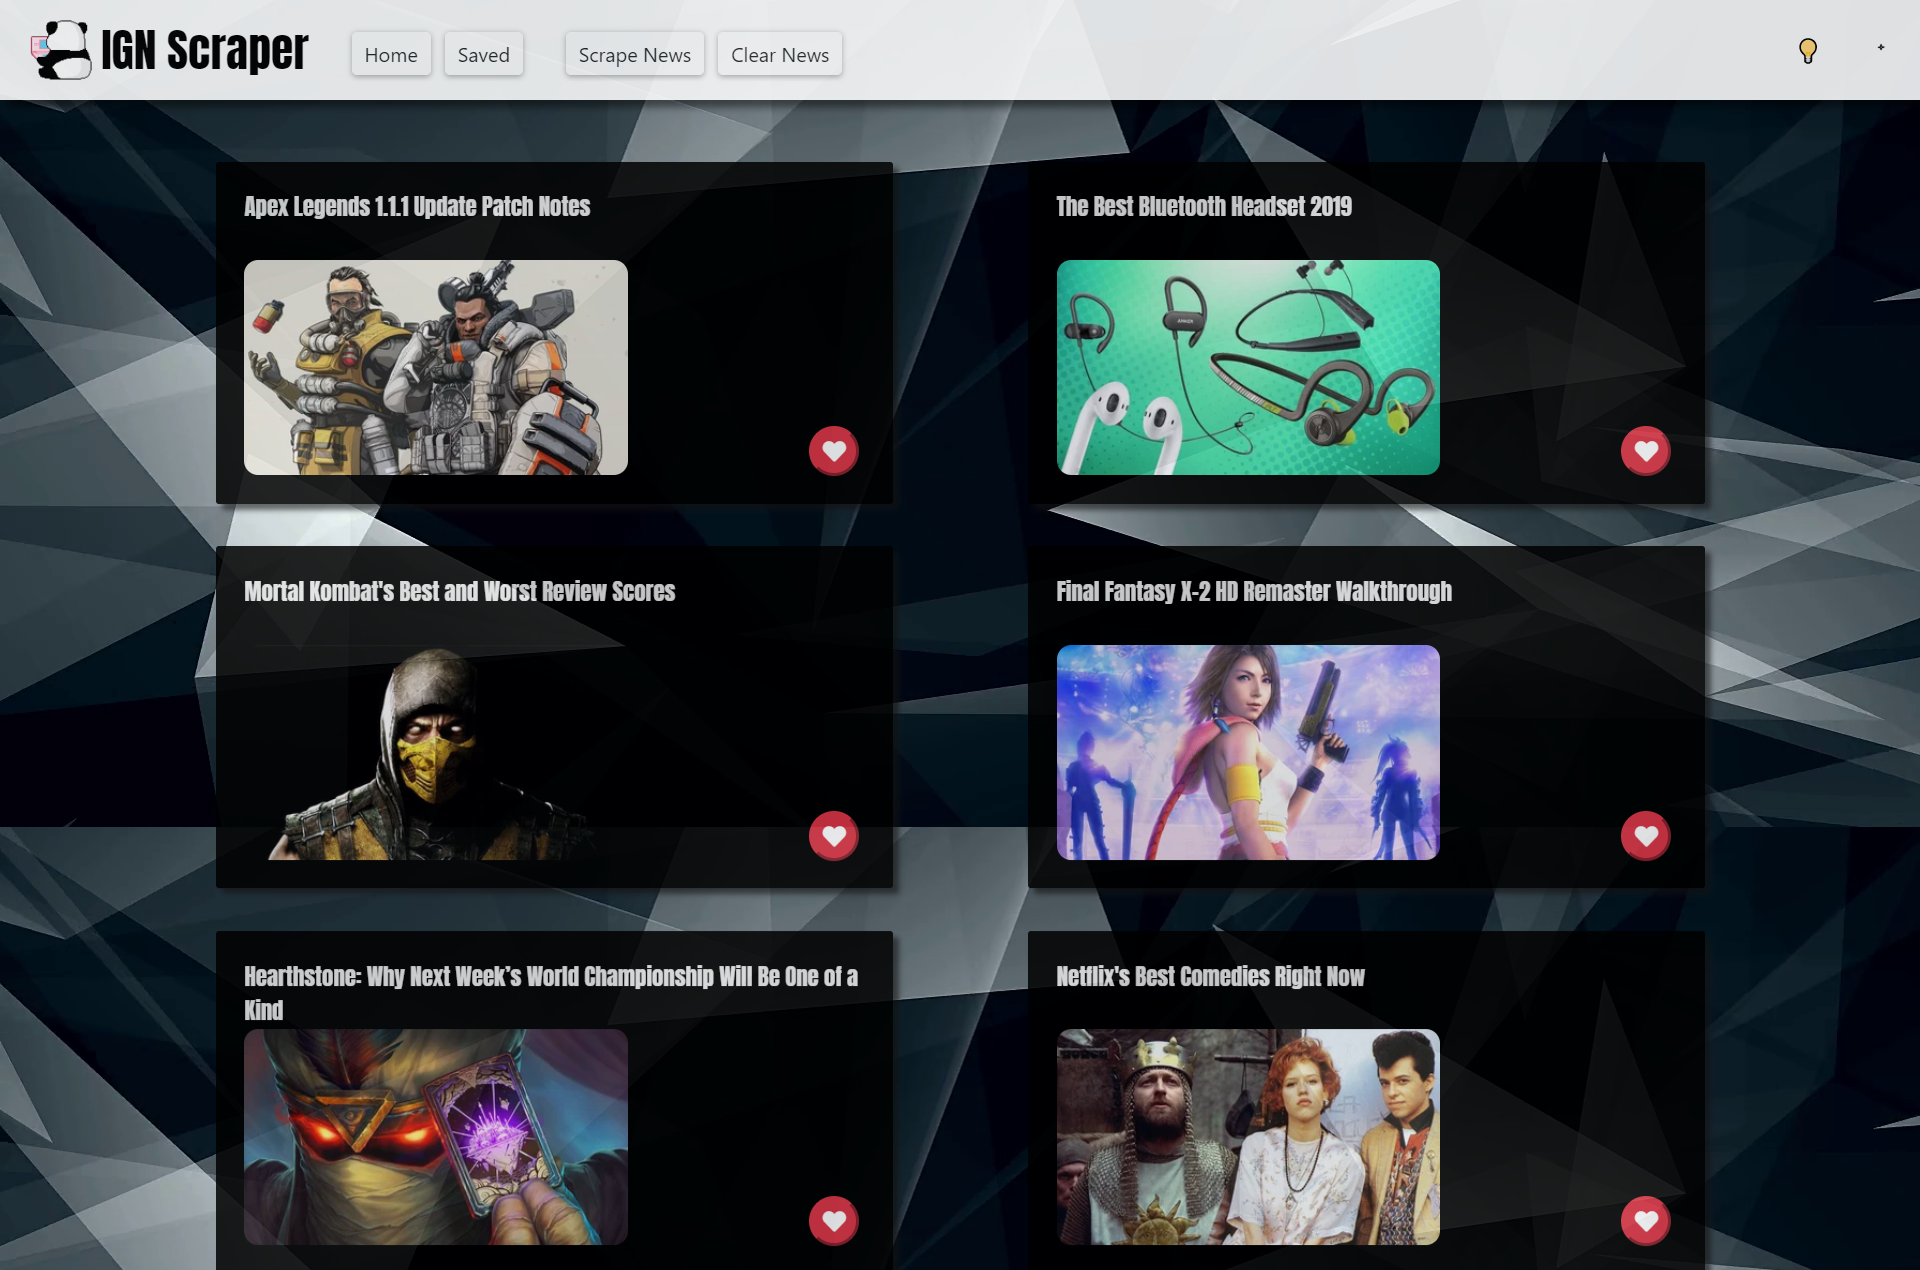 IGN Scraper
Home
Saved
Scrape News
Clear News
Apex Legends 1.1.1 Update Patch Notes
The Best Bluetooth Headset 2019
ANKER
Mortal Kombat's Best and Worst Review Scores
Final Fantasy X-2 HD Remaster Walkthrough
Hearthstone: Why Next Week’s World Championship Will Be One of a
Kind
Netflix's Best Comedies Right Now